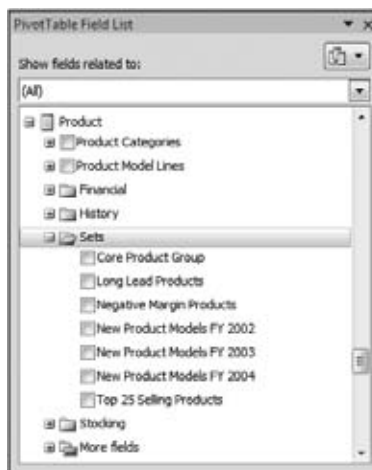 PivotTable Field List
Show fields related to:
(All)
Product
Product Categories
Product Model Lines
Financial
History
Sets
Core Product Group
Long Lead Products
Negative Margin Products
New Product Models FY 2002
New Product Models FY 2003
New Product Models FY 2004
Top 25 Selling Products
Stocking
More fields